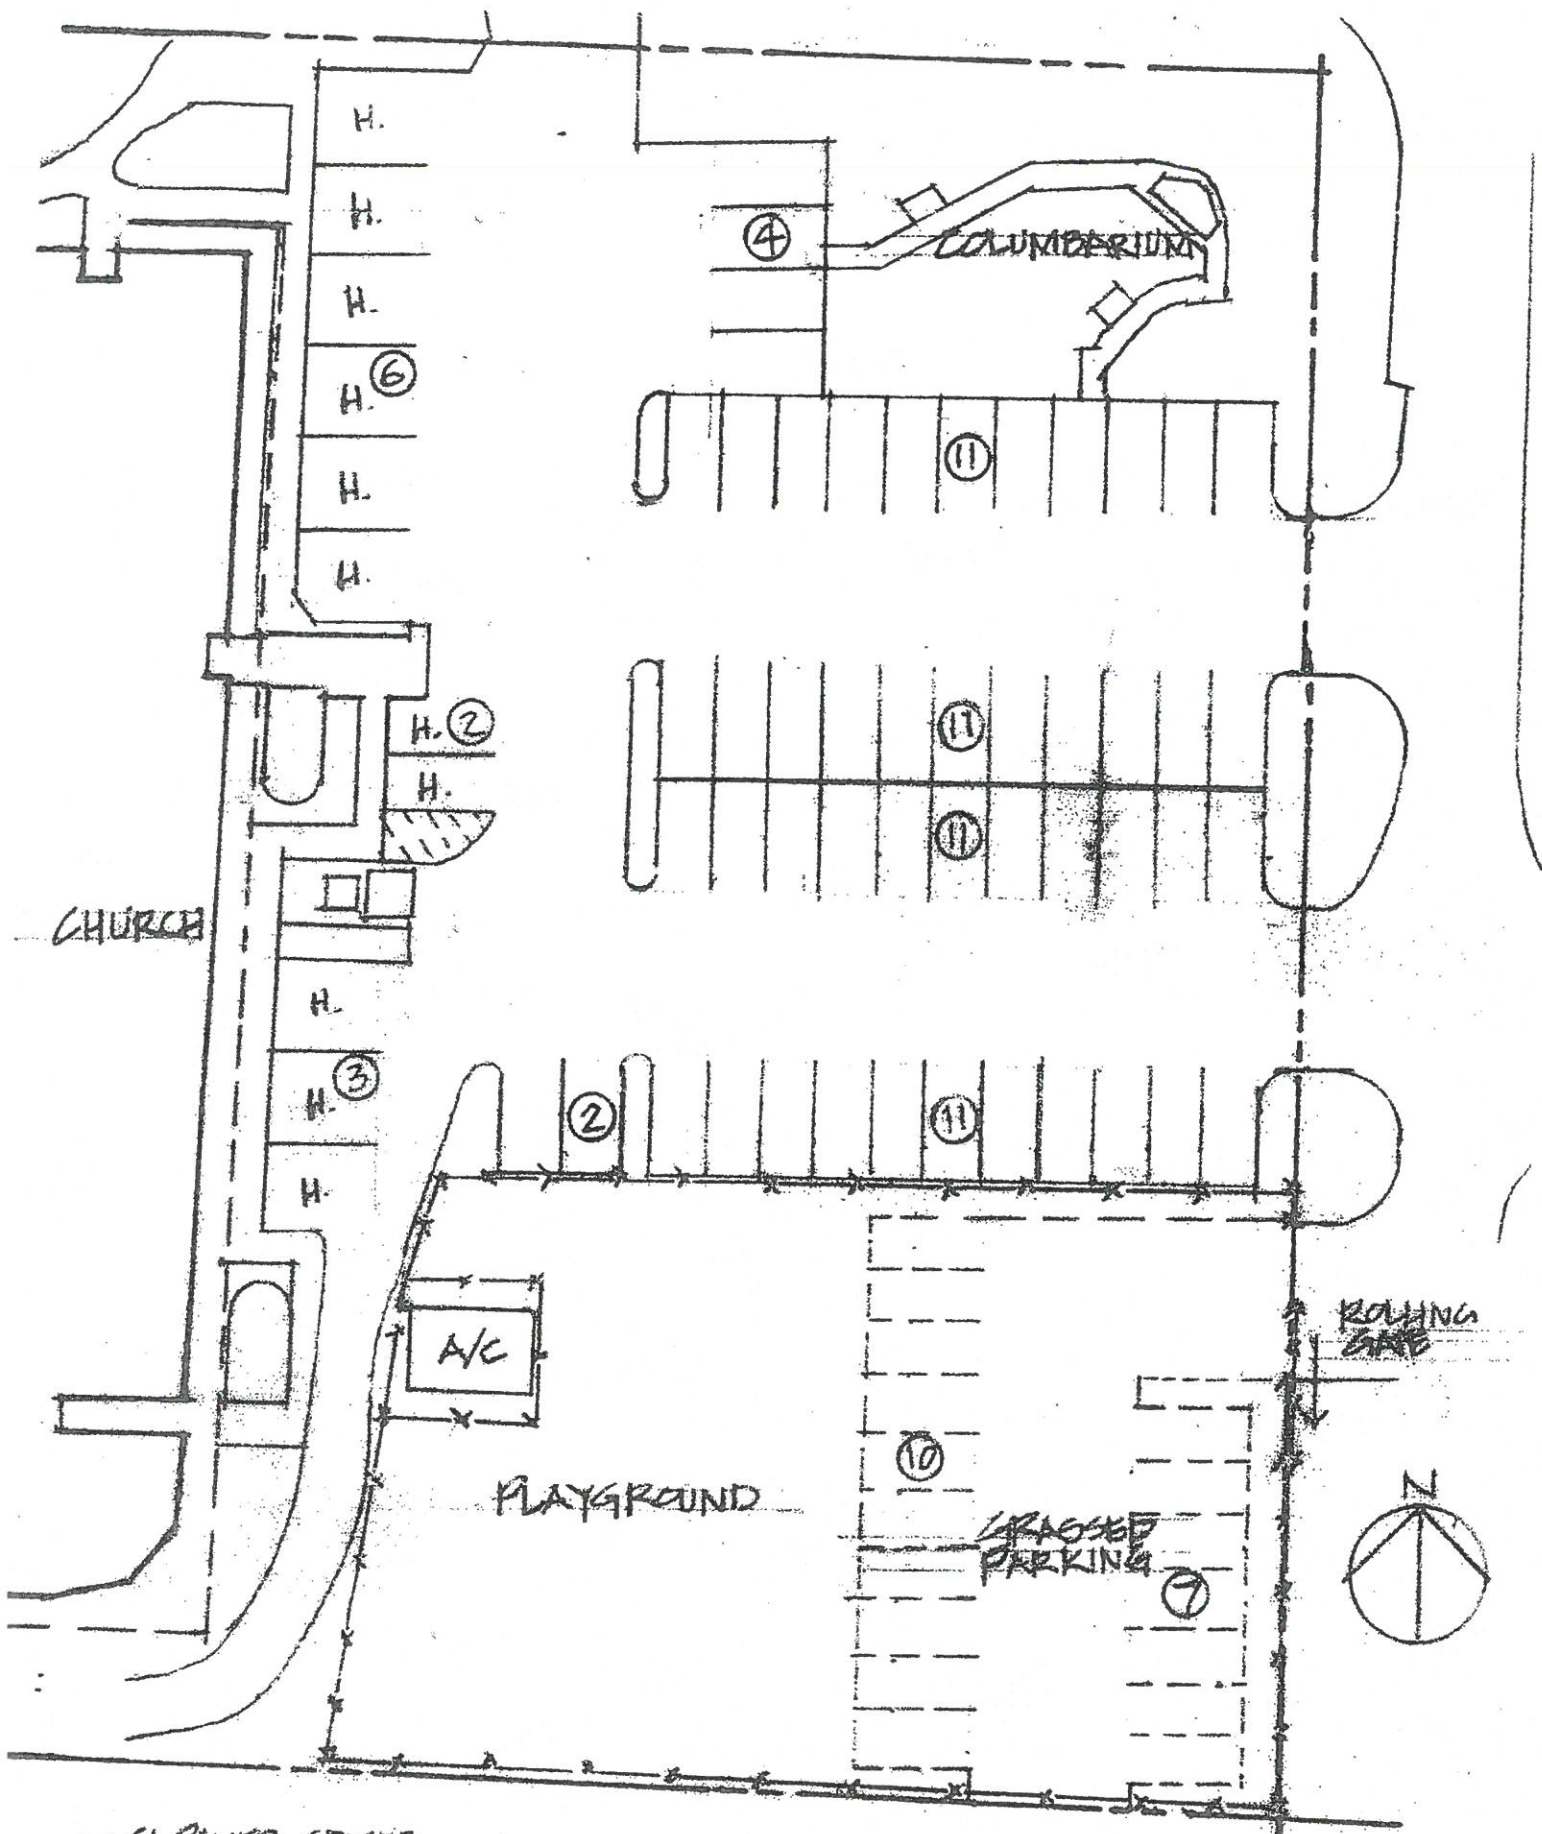 H.
H.
④
COLUMBARIUM
H.
⑥
H.
⑪
H.
H.
H. ②
⑪
H.
⑪
CHURCH
H.
③
H.
②
⑪
H.
ROLLING
GATE
A/C
⑩
PLAYGROUND
N
GRASSED
PARKING
⑦